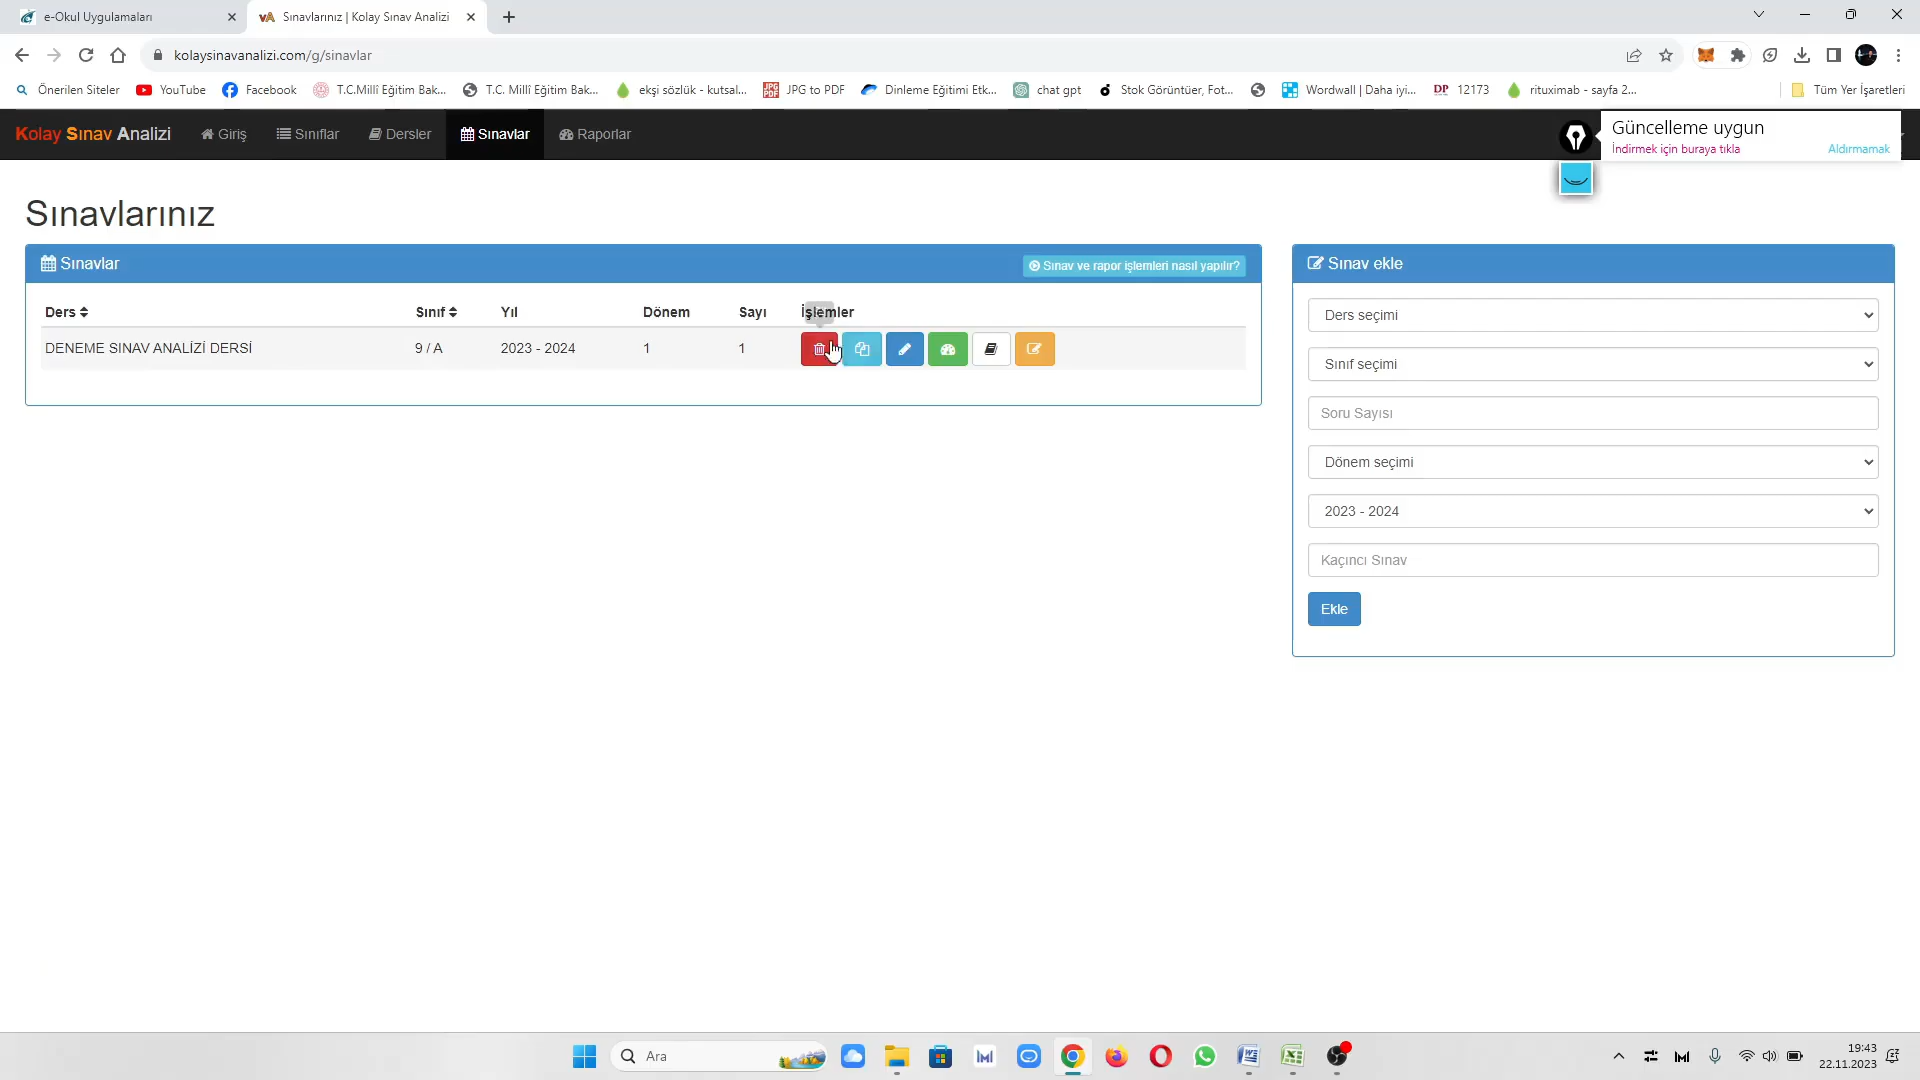 e-Okul Uygulamaları
Sınavlarınız | Kolay Sınav Analizi
kolaysinavanalizi.com/g/sinavlar
Önerilen Siteler
YouTube
Facebook
T.C.Millî Eğitim Bak...
T.C. Millî Eğitim Bak...
ekşi sözlük - kutsal...
JPG to PDF
Dinleme Eğitimi Etk...
chat gpt
Stok Görüntüer, Fot...
Wordwall | Daha iyi...
DP 12173
rituximab - sayfa 2...
Tüm Yer İşaretleri
Kolay Sınav Analizi
Giriş
Sınıflar
Dersler
Sınavlar
Raporlar
Güncelleme uygun
İndirmek için buraya tıkla
Aldırmamak
Sınavlarınız
Sınavlar
Sınav ve rapor işlemleri nasıl yapılır?
Ders Sınıf Yıl Dönem Sayı İşlemler
DENEME SINAV ANALİZİ DERSİ 9 / A 2023 - 2024 1 1
Sınav ekle
Ders seçimi
Sınıf seçimi
Soru Sayısı
Dönem seçimi
2023 - 2024
Kaçıncı Sınav
Ekle
Ara
19:43
22.11.2023